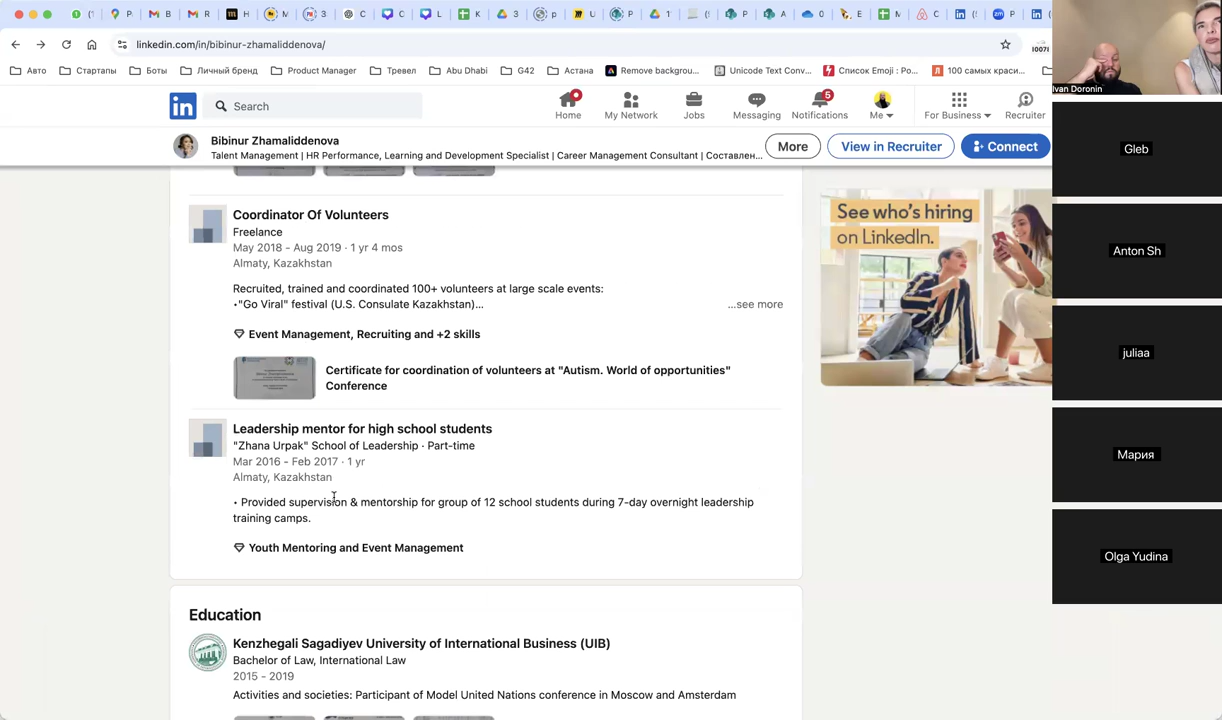 linkedin.com/in/bibinur-zhamaliddenova/
Авто
Стартапы
Боты
Личный бренд
Product Manager
Тревел
Abu Dhabi
G42
Астана
Remove backgrou...
Unicode Text Conv...
Список Emoji : Po...
100 самых краси...
Search
Home
My Network
Jobs
Messaging
5
Notifications
Me
For Business
Recruiter
Bibinur Zhamaliddenova
Talent Management | HR Performance, Learning and Development Specialist | Career Management Consultant | Составлен...
More
View in Recruiter
Connect
Coordinator Of Volunteers
Freelance
May 2018 - Aug 2019 · 1 yr 4 mos
Almaty, Kazakhstan
Recruited, trained and coordinated 100+ volunteers at large scale events:
•"Go Viral" festival (U.S. Consulate Kazakhstan)...
...see more
Event Management, Recruiting and +2 skills
Certificate for coordination of volunteers at "Autism. World of opportunities"
Conference
Leadership mentor for high school students
"Zhana Urpak" School of Leadership · Part-time
Mar 2016 - Feb 2017 · 1 yr
Almaty, Kazakhstan
• Provided supervision & mentorship for group of 12 school students during 7-day overnight leadership
training camps.
Youth Mentoring and Event Management
Education
Kenzhegali Sagadiyev University of International Business (UIB)
Bachelor of Law, International Law
2015 - 2019
Activities and societies: Participant of Model United Nations conference in Moscow and Amsterdam
See who's hiring
on LinkedIn.
Ivan Doronin
Gleb
Anton Sh
juliaa
Мария
Olga Yudina